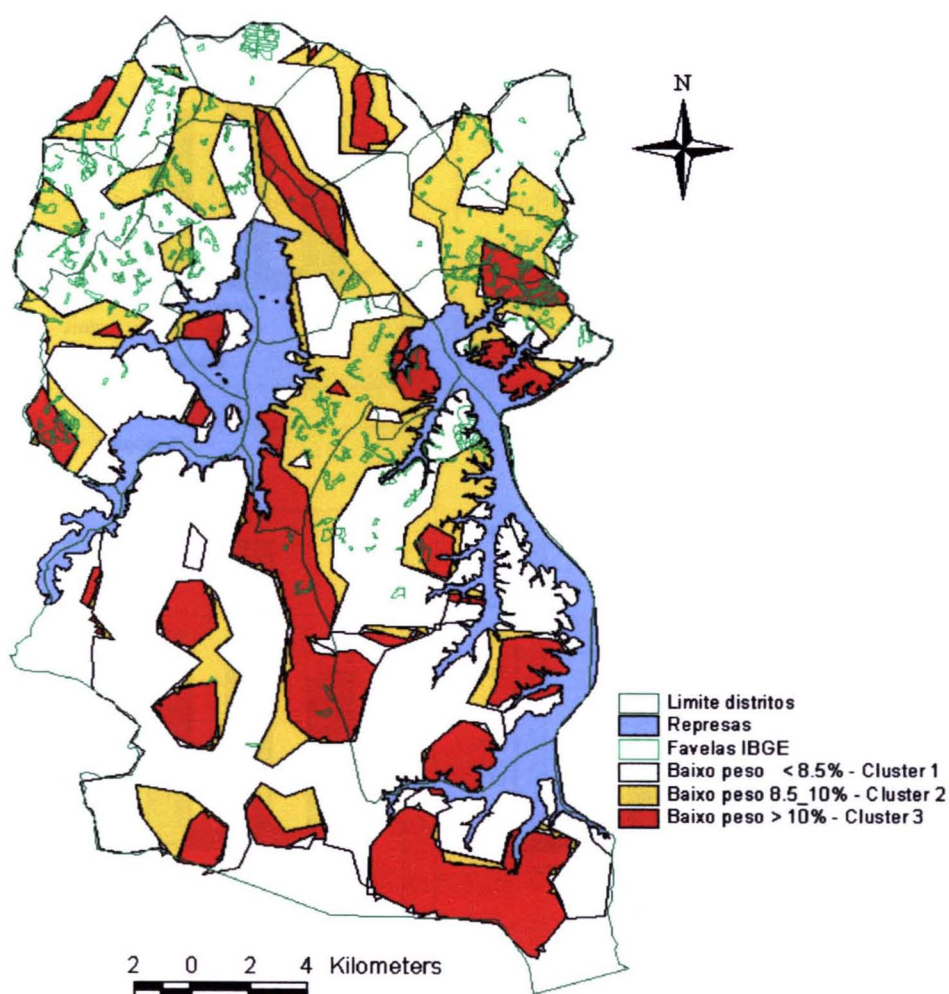 N
Limite distritos
Represas
Favelas IBGE
Baixo peso < 8.5% - Cluster 1
Baixo peso 8.5_10% - Cluster 2
Baixo peso > 10% - Cluster 3
2 0 2 4 Kilometers